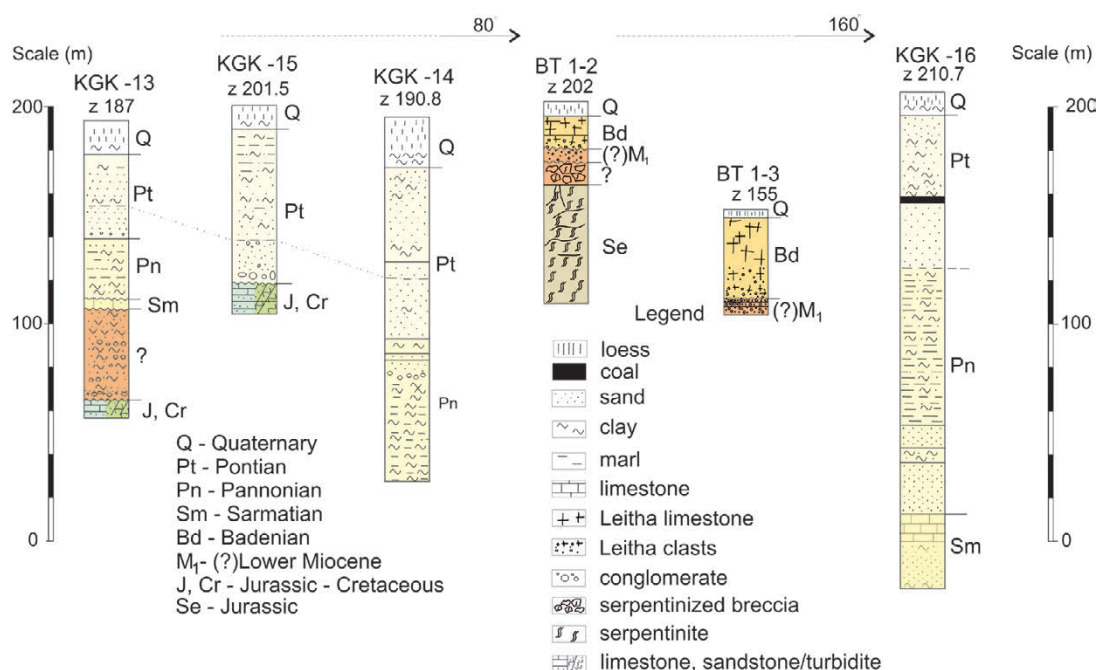 80°
160°
Scale (m)
KGK -13
z 187
KGK -15
z 201.5
KGK -14
z 190.8
BT 1-2
z 202
BT 1-3
z 155
KGK -16
z 210.7
Scale (m)
200
100
0
Q
Pt
Pn
Sm
?
J, Cr
Q
Pt
J, Cr
Q
Pt
Pn
Q
Bd
(?)M₁
?
Se
Q
Bd
(?)M₁
Q
Pt
Pn
Sm
200
100
0
Q - Quaternary
Pt - Pontian
Pn - Pannonian
Sm - Sarmatian
Bd - Badenian
M₁- (?)Lower Miocene
J, Cr - Jurassic - Cretaceous
Se - Jurassic
Legend
loess
coal
sand
clay
marl
limestone
Leitha limestone
Leitha clasts
conglomerate
serpentinized breccia
serpentinite
limestone, sandstone/turbidite